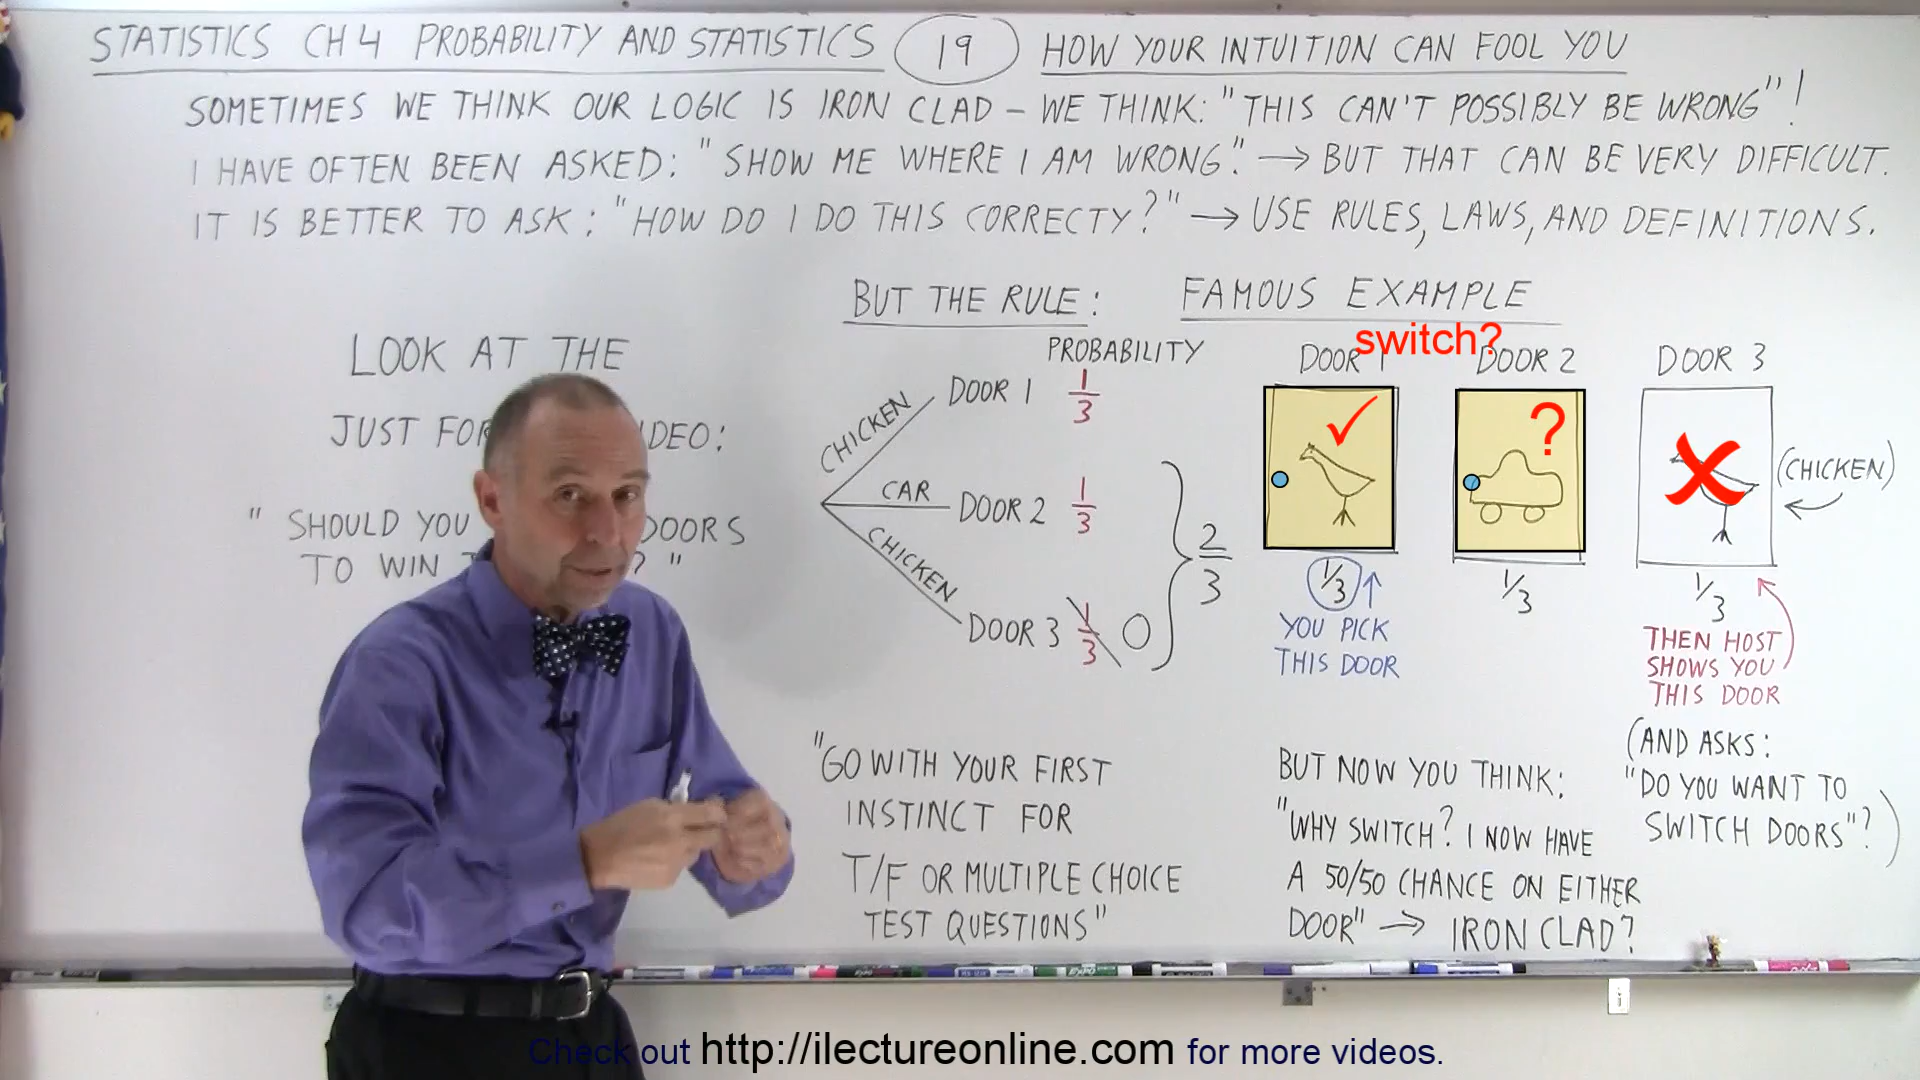 STATISTICS CH 4 PROBABILITY AND STATISTICS 19 HOW YOUR INTUITION CAN FOOL YOU
SOMETIMES WE THINK OUR LOGIC IS IRON CLAD – WE THINK: "THIS CAN'T POSSIBLY BE WRONG"!
I HAVE OFTEN BEEN ASKED: "SHOW ME WHERE I AM WRONG". → BUT THAT CAN BE VERY DIFFICULT.
IT IS BETTER TO ASK: "HOW DO I DO THIS CORRECTY?" → USE RULES, LAWS, AND DEFINITIONS.
LOOK AT THE
JUST FOR
" SHOULD YOU DOORS
TO WIN ? "
BUT THE RULE:
PROBABILITY
CHICKEN DOOR 1 1/3
CAR DOOR 2 1/3
CHICKEN DOOR 3 1/3 0
2/3
"GO WITH YOUR FIRST
INSTINCT FOR
T/F OR MULTIPLE CHOICE
TEST QUESTIONS"
FAMOUS EXAMPLE
switch?
DOOR 1 DOOR 2 DOOR 3
?
(CHICKEN)
1/3 1/3 1/3
YOU PICK
THIS DOOR
THEN HOST
SHOWS YOU
THIS DOOR
(AND ASKS:
"DO YOU WANT TO
SWITCH DOORS"?)
BUT NOW YOU THINK:
"WHY SWITCH? I NOW HAVE
A 50/50 CHANCE ON EITHER
DOOR" → IRON CLAD?
Check out http://ilectureonline.com for more videos.